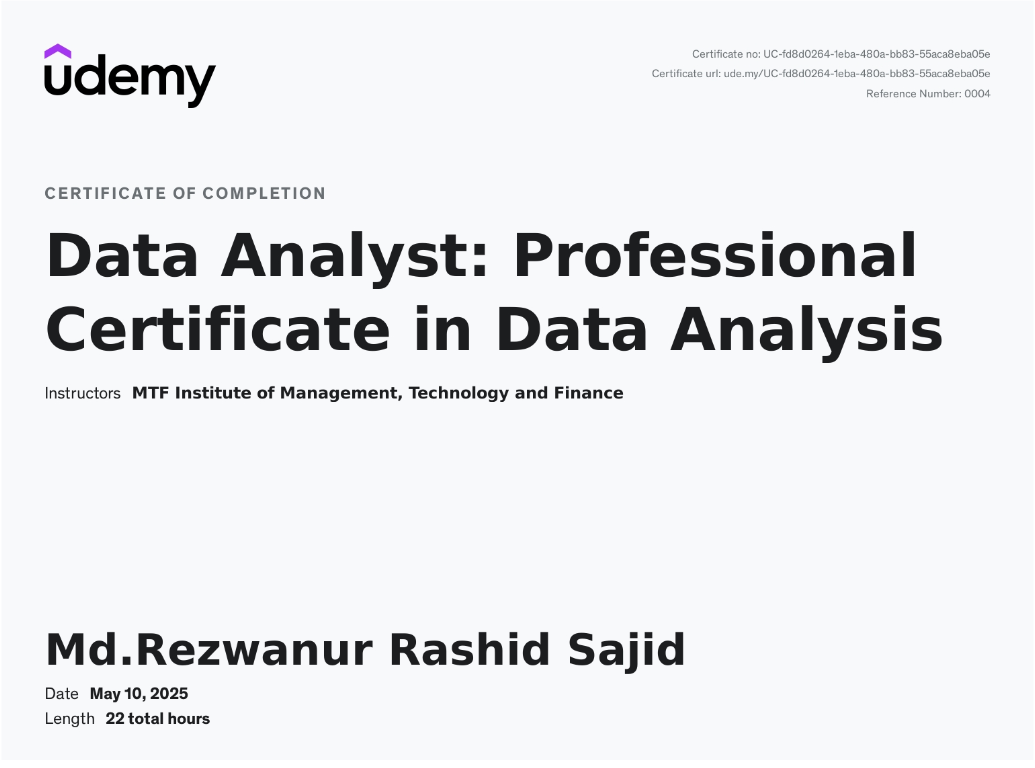 udemy
Certificate no: UC-fd8d0264-1eba-480a-bb83-55aca8eba05e
Certificate url: ude.my/UC-fd8d0264-1eba-480a-bb83-55aca8eba05e
Reference Number: 0004
CERTIFICATE OF COMPLETION
Data Analyst: Professional
Certificate in Data Analysis
Instructors MTF Institute of Management, Technology and Finance
Md.Rezwanur Rashid Sajid
Date May 10, 2025
Length 22 total hours